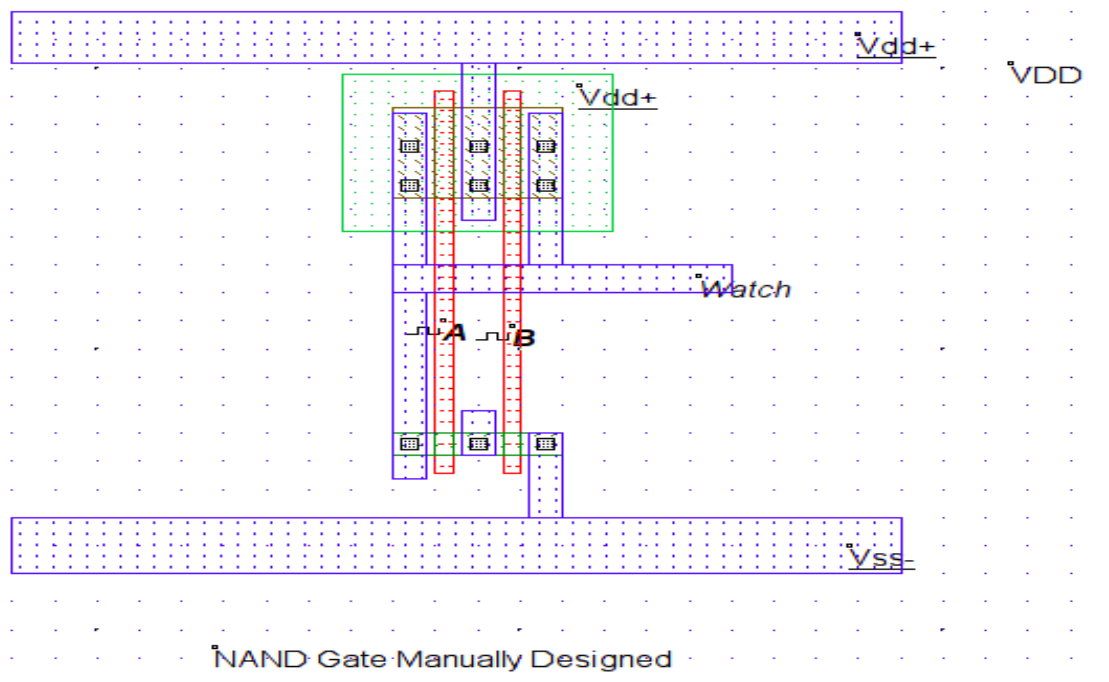 Vdd+
VDD
Vdd+
Watch
A
B
Vss-
NAND Gate Manually Designed